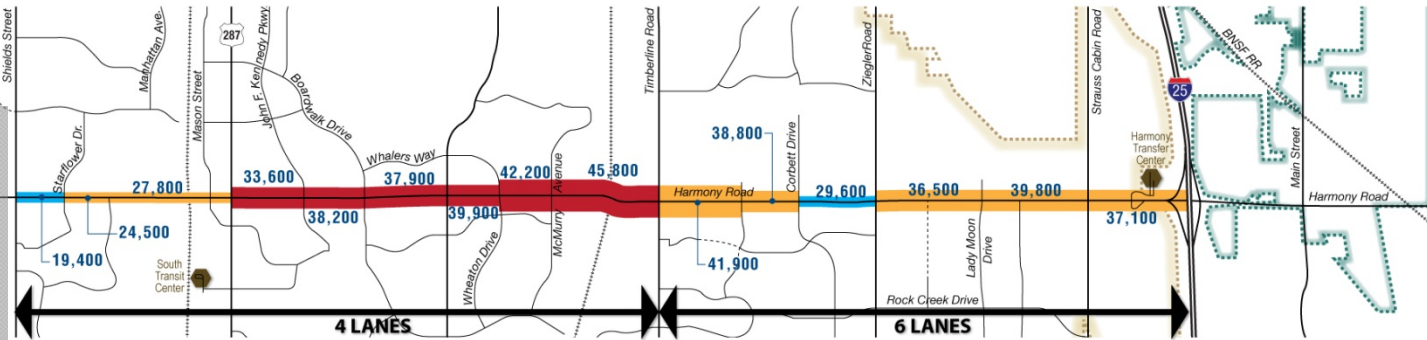 Shields Street
Manhattan Ave.
Mason Street
287
John F. Kennedy Pkwy.
Boardwalk Drive
Timberline Road
Ziegler Road
Strauss Cabin Road
25
BNSF RR
Main Street
Starflower Dr.
Whalers Way
McMurry Avenue
Corbett Drive
Harmony
Transfer
Center
38,800
27,800
33,600
37,900
42,200
45,800
Harmony Road
29,600
36,500
39,800
Harmony Road
24,500
38,200
39,900
37,100
19,400
41,900
South
Transit
Center
Wheaton Drive
Lady Moon
Drive
Rock Creek Drive
4 LANES
6 LANES